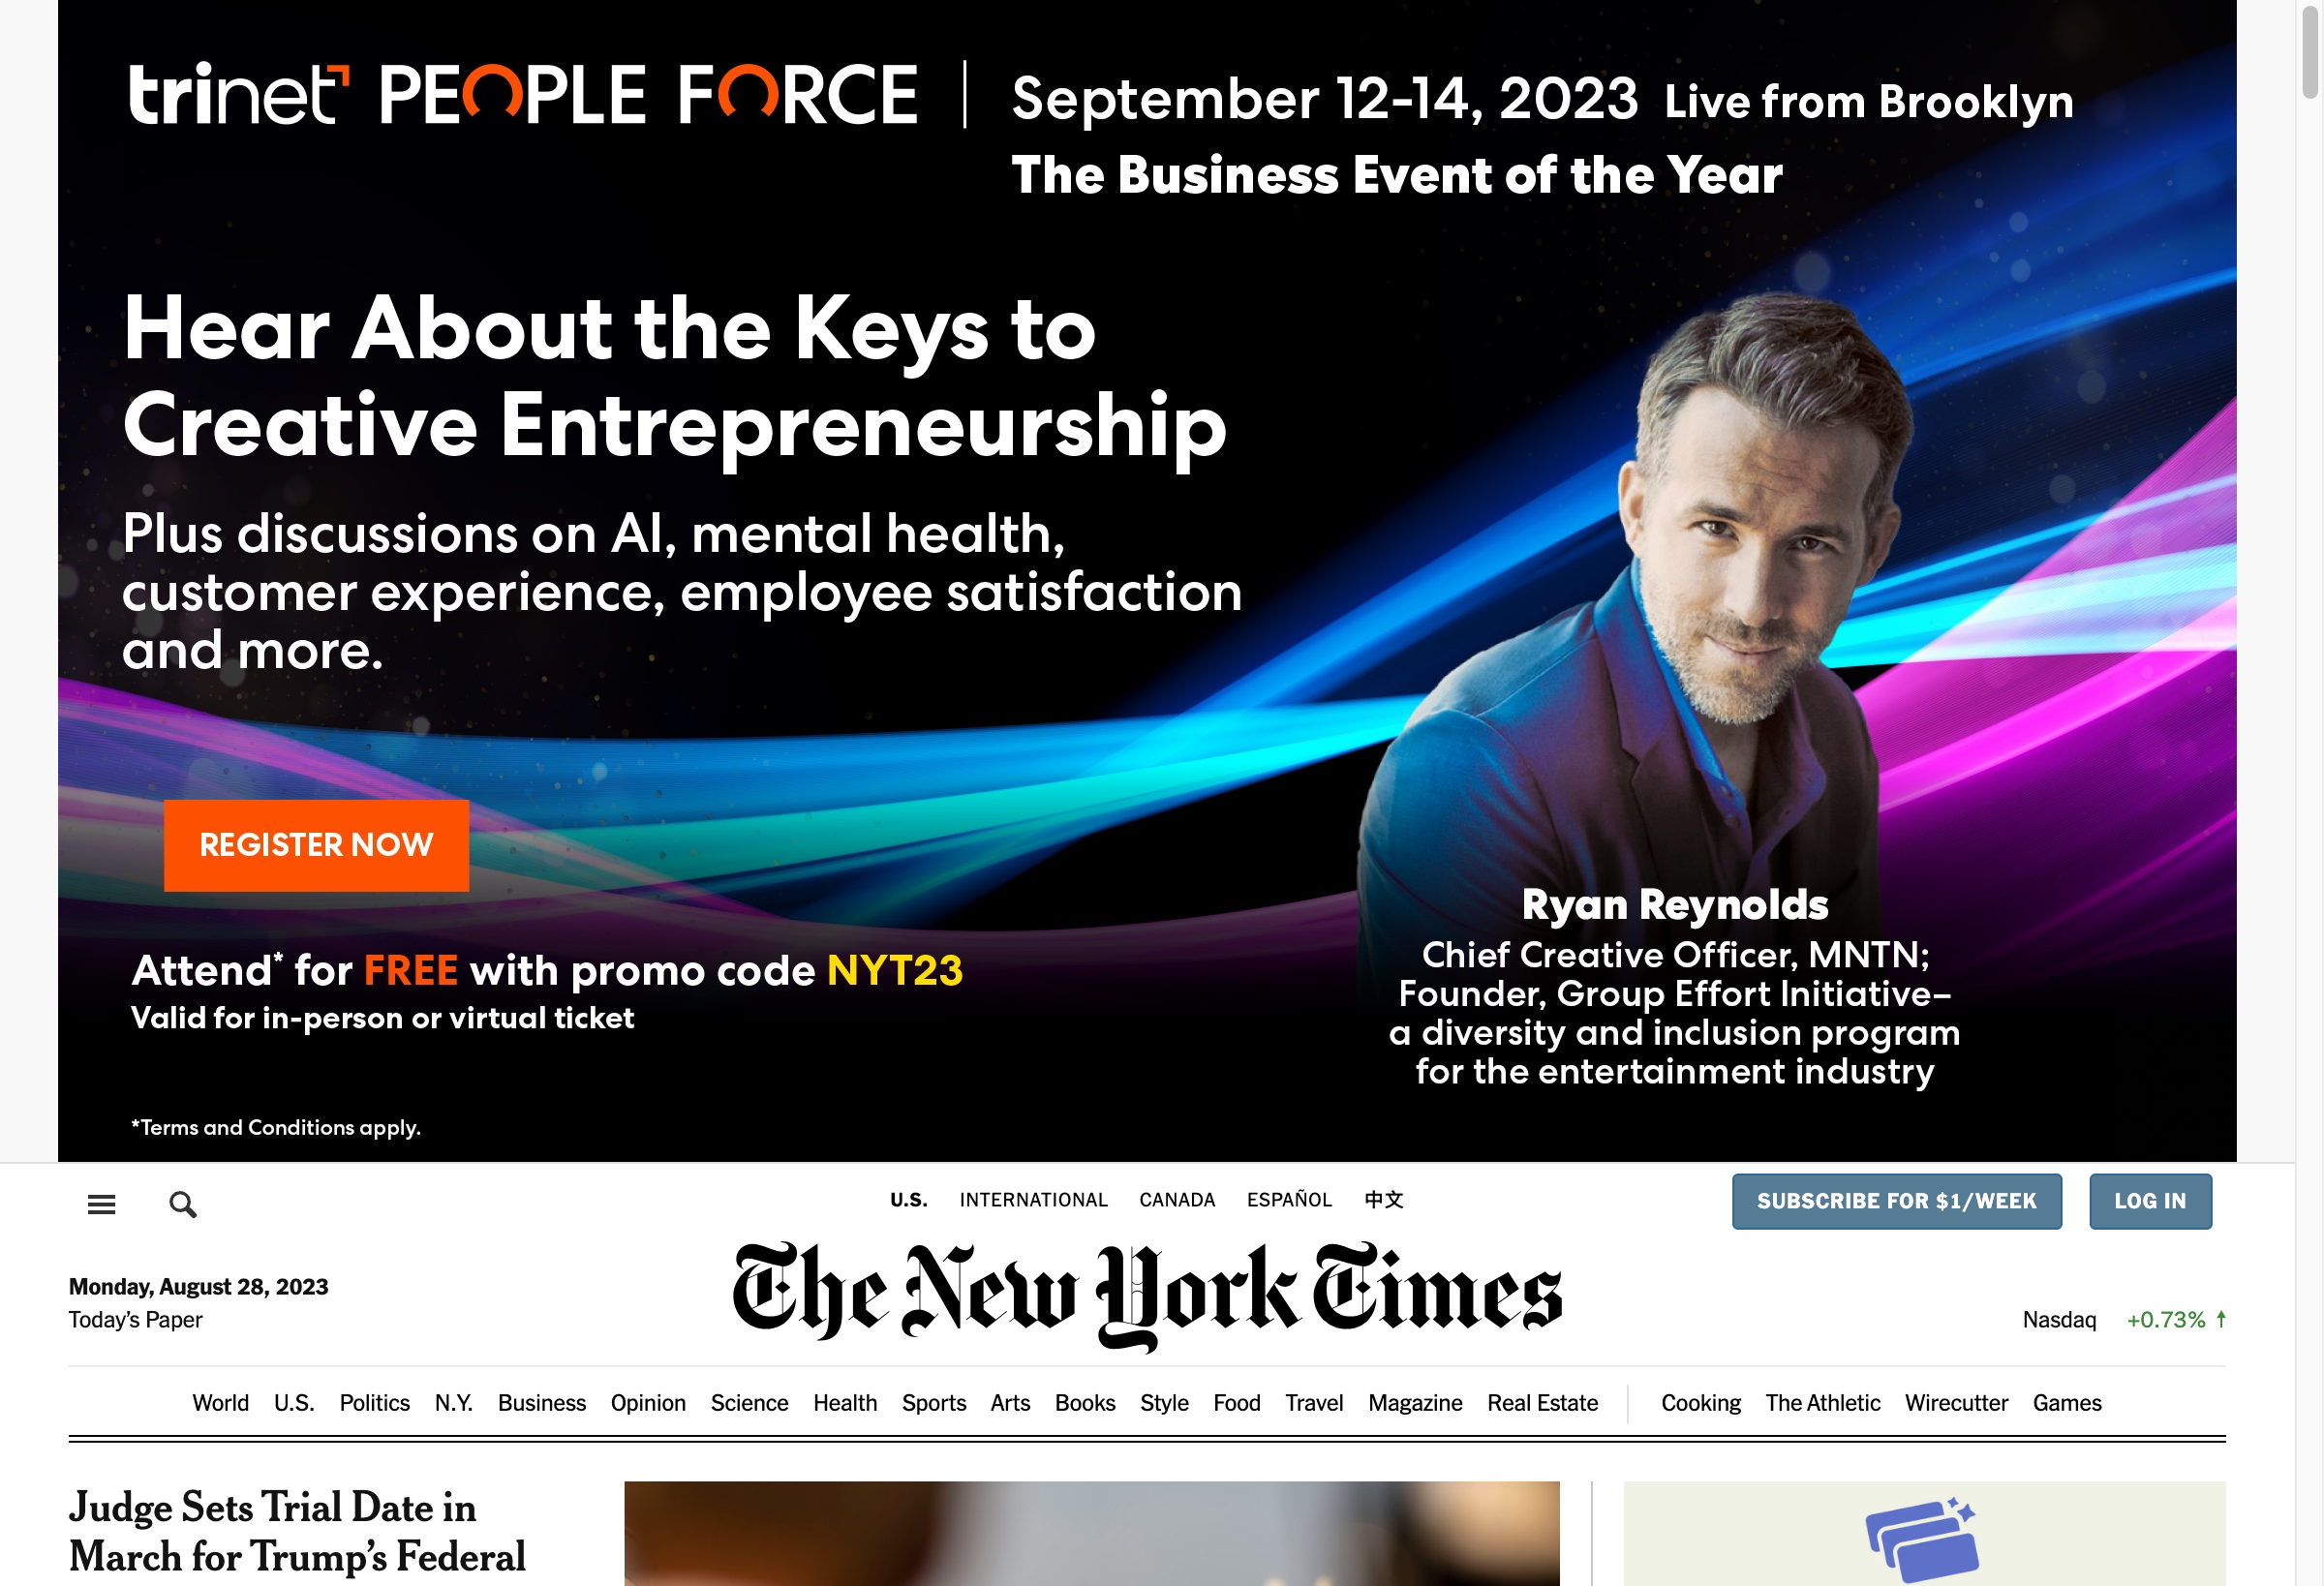 trinet PEOPLE FORCE
September 12-14, 2023 Live from Brooklyn
The Business Event of the Year
Hear About the Keys to
Creative Entrepreneurship
Plus discussions on AI, mental health,
customer experience, employee satisfaction
and more.
REGISTER NOW
Attend* for FREE with promo code NYT23
Valid for in-person or virtual ticket
*Terms and Conditions apply.
Ryan Reynolds
Chief Creative Officer, MNTN;
Founder, Group Effort Initiative–
a diversity and inclusion program
for the entertainment industry
U.S. INTERNATIONAL CANADA ESPAÑOL 中文
SUBSCRIBE FOR $1/WEEK LOG IN
The New York Times
Monday, August 28, 2023
Today’s Paper
Nasdaq +0.73% ↑
World U.S. Politics N.Y. Business Opinion Science Health Sports Arts Books Style Food Travel Magazine Real Estate Cooking The Athletic Wirecutter Games
Judge Sets Trial Date in
March for Trump’s Federal